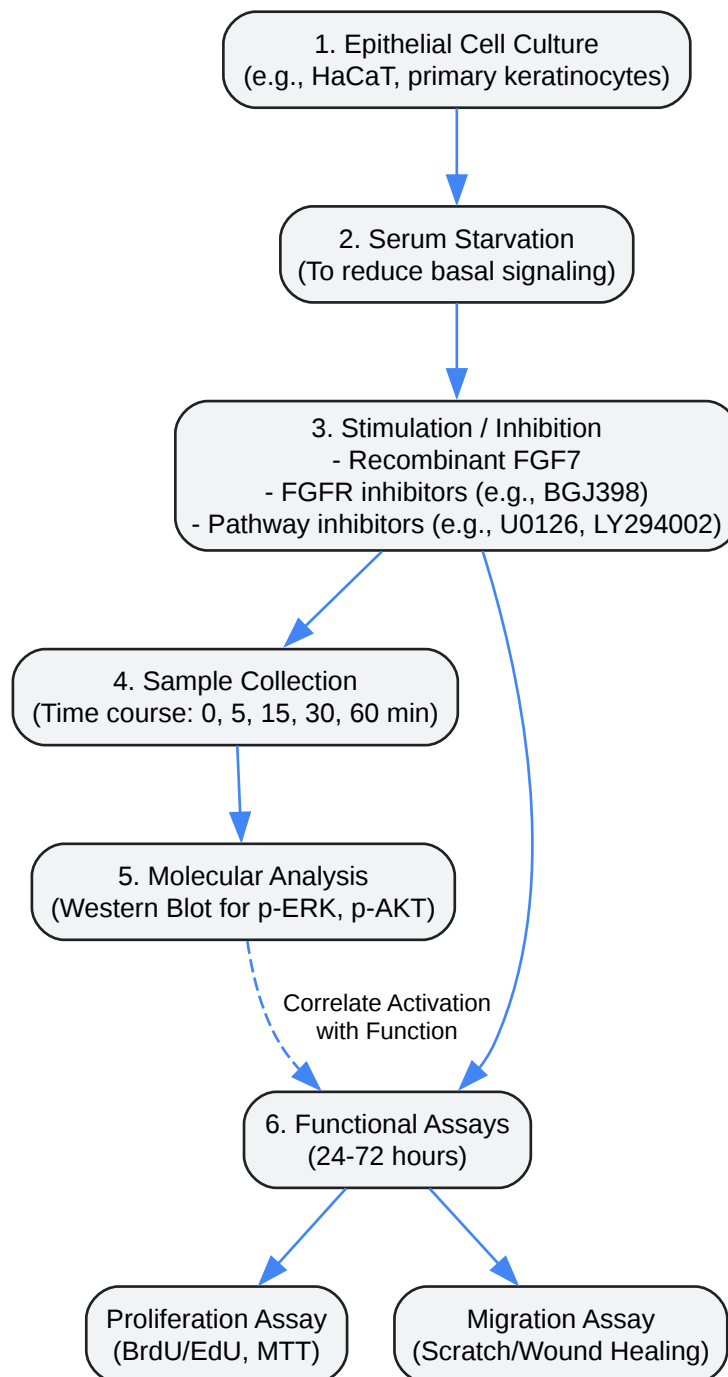 1. Epithelial Cell Culture
(e.g., HaCaT, primary keratinocytes)
2. Serum Starvation
(To reduce basal signaling)
3. Stimulation / Inhibition
- Recombinant FGF7
- FGFR inhibitors (e.g., BGJ398)
- Pathway inhibitors (e.g., U0126, LY294002)
4. Sample Collection
(Time course: 0, 5, 15, 30, 60 min)
5. Molecular Analysis
(Western Blot for p-ERK, p-AKT)
Correlate Activation
with Function
6. Functional Assays
(24-72 hours)
Proliferation Assay
(BrdU/EdU, MTT)
Migration Assay
(Scratch/Wound Healing)